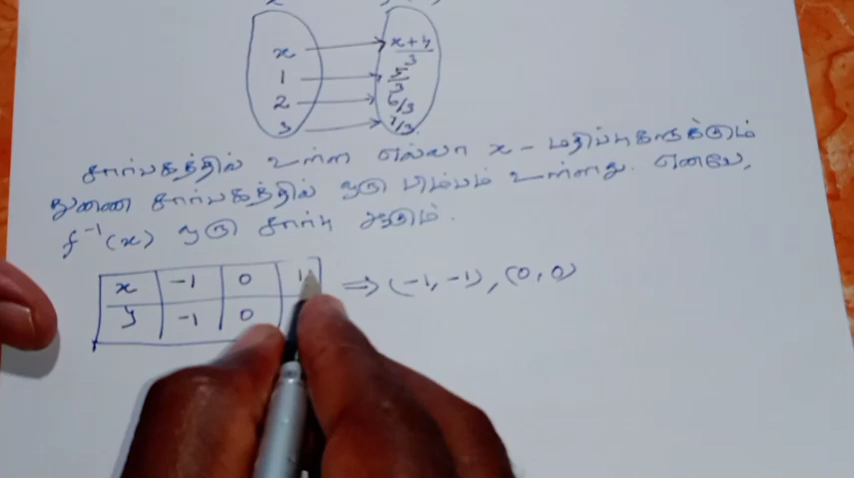 x → x+4/3
1 → 5/3
2 → 6/3
3 → 7/3
சார்பகத்தில் உள்ள எல்லா x - மதிப்புகளுக்கும்
துணை சார்பகத்தில் ஒரு பிம்பம் உள்ளது. எனவே,
f⁻¹(x) ஒரு சார்பு ஆகும்.
x -1 0 1 ⇒ (-1, -1), (0, 0)
y -1 0